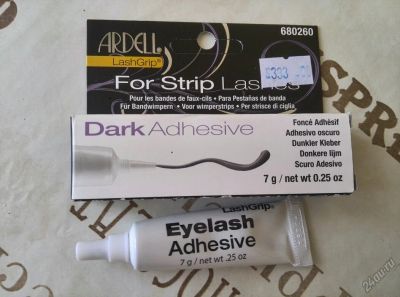 680260
ARDELL
LashGrip®
For Strip Lashes
Pour les bandes de faux-cils • Para Pestañas de banda
Für Bandwimpern • Voor wimperstrips • Per strisce di ciglia
Dark Adhesive
Foncé Adhésif
Adhesivo oscuro
Dunkler Kleber
Donkere lijm
Scuro Adesivo
7 g / net wt 0.25 oz
LashGrip®
Eyelash
Adhesive
7 g / net wt .25 oz
24au.ru